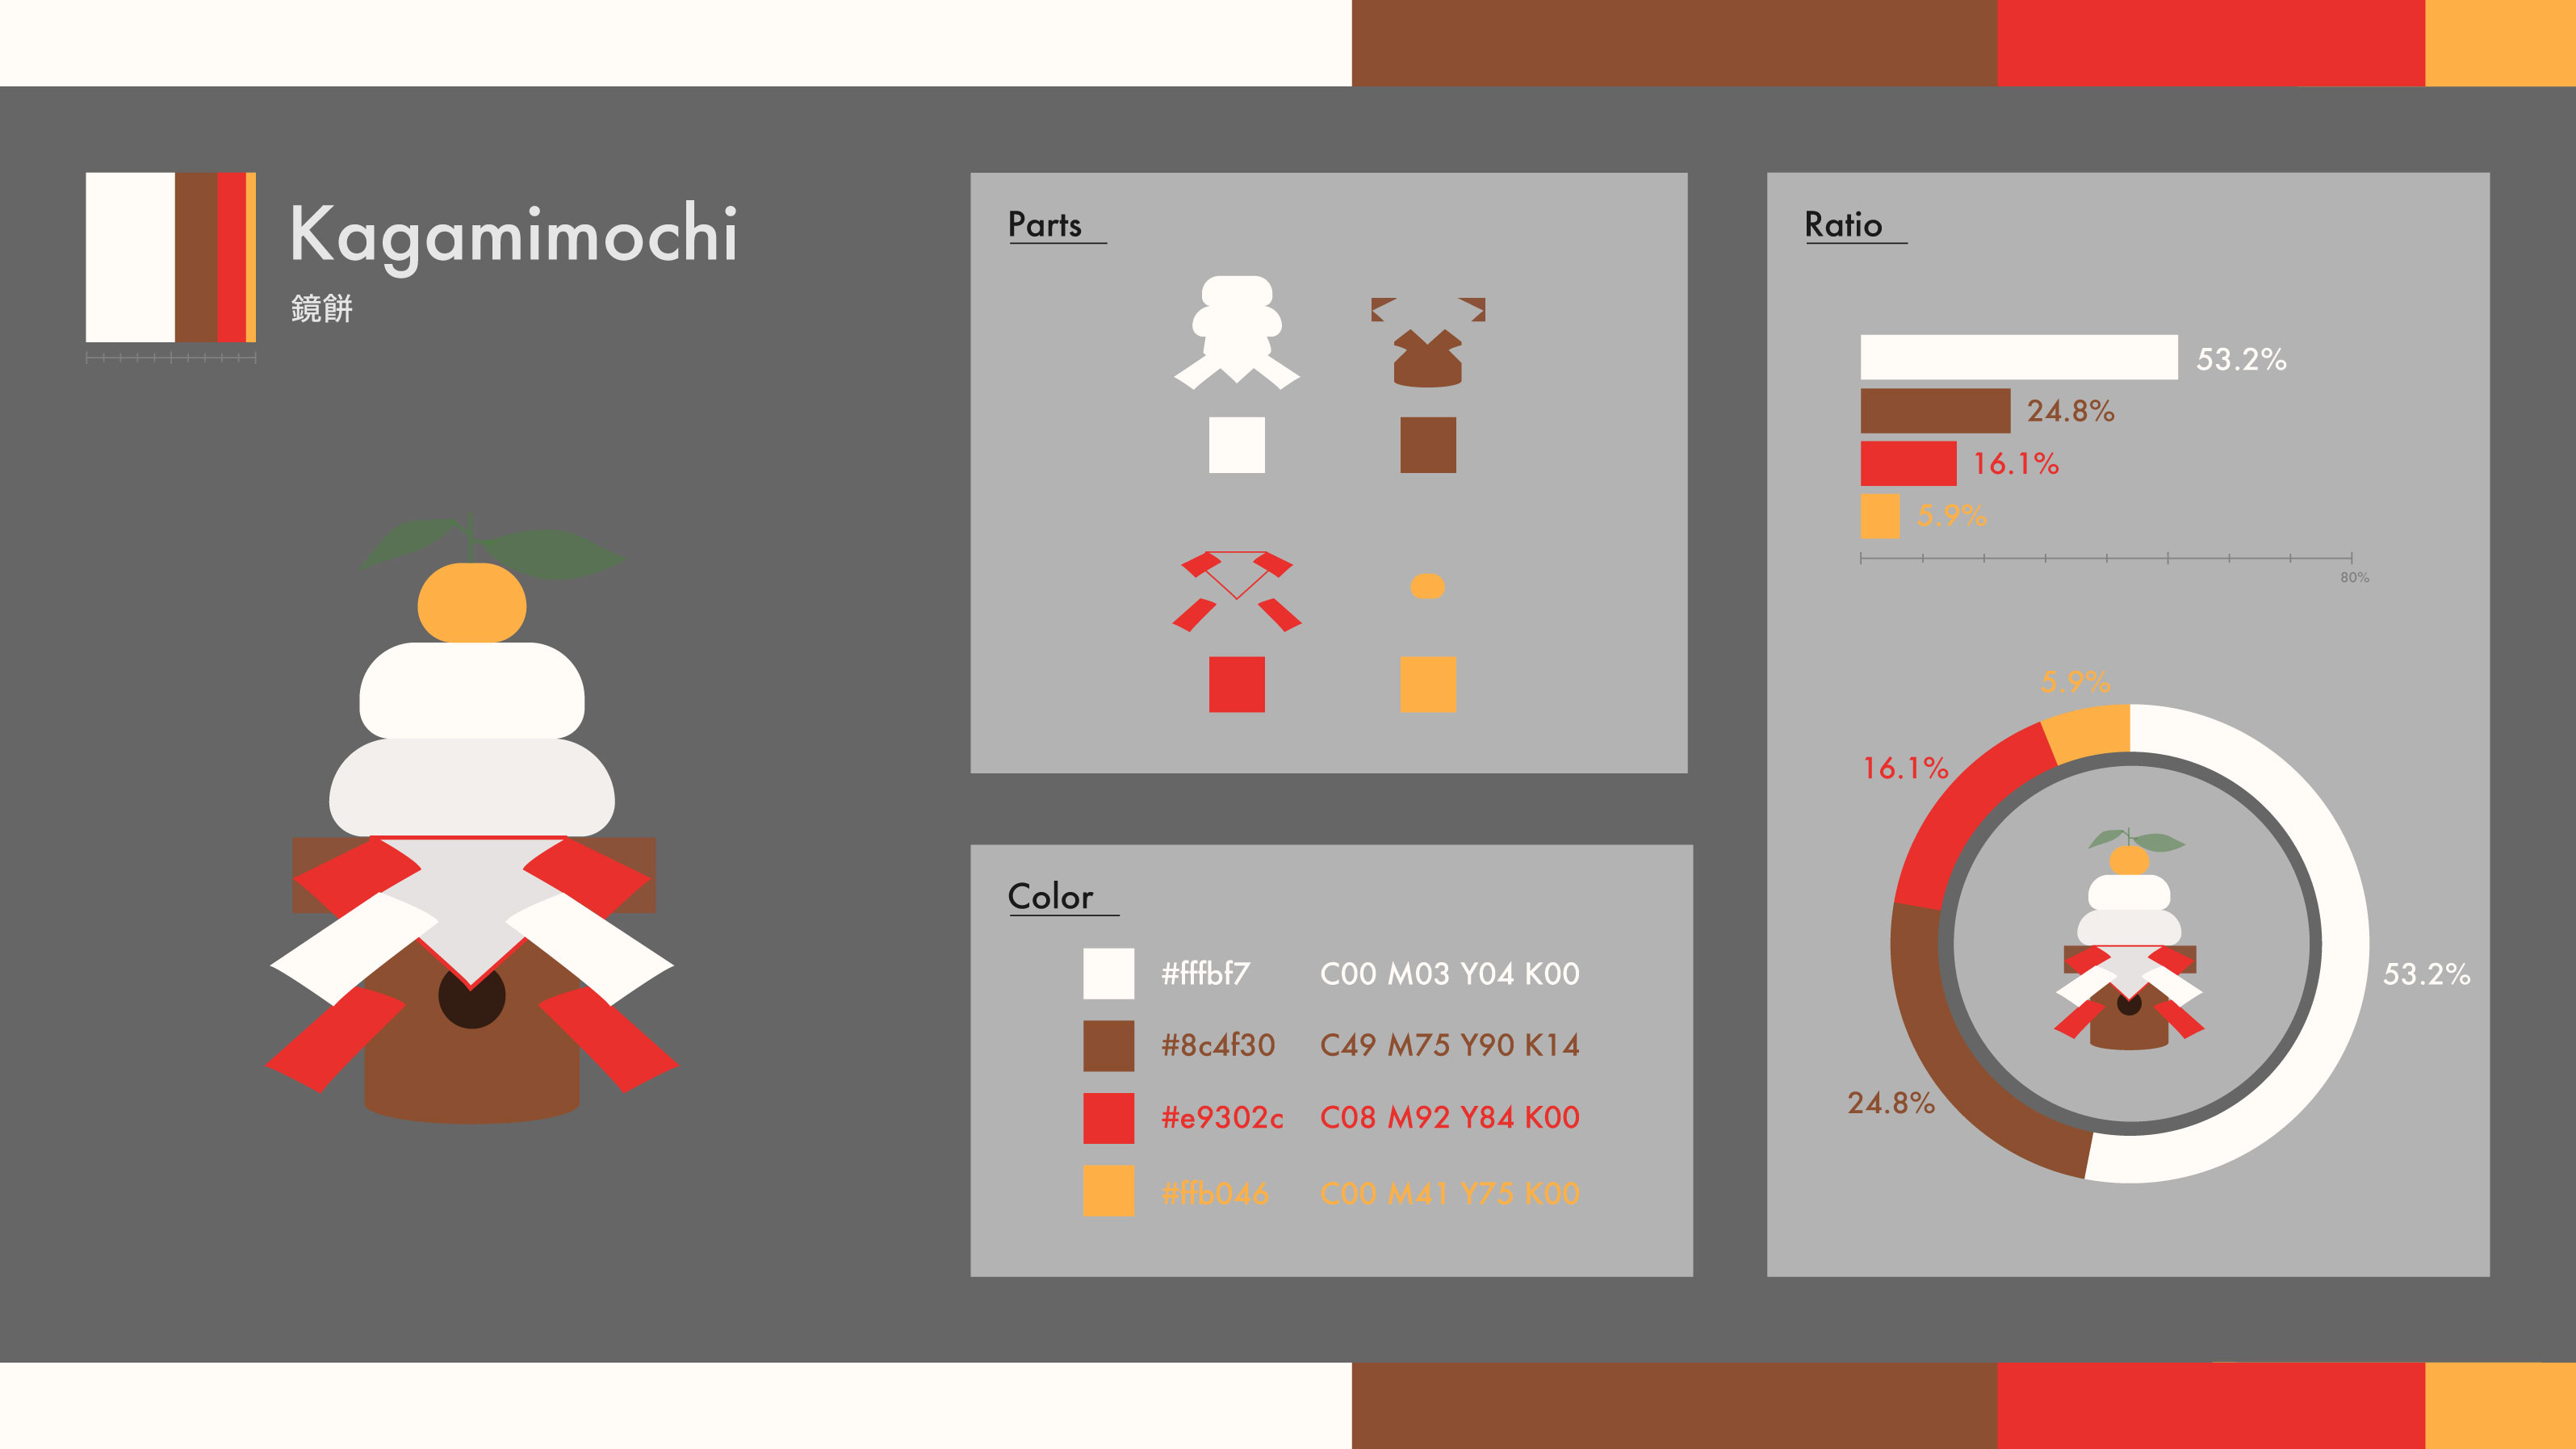 Kagamimochi
鏡餅
Parts
Color
#fffbf7 C00 M03 Y04 K00
#8c4f30 C49 M75 Y90 K14
#e9302c C08 M92 Y84 K00
#ffb046 C00 M41 Y75 K00
Ratio
53.2%
24.8%
16.1%
5.9%
80%
5.9%
16.1%
53.2%
24.8%